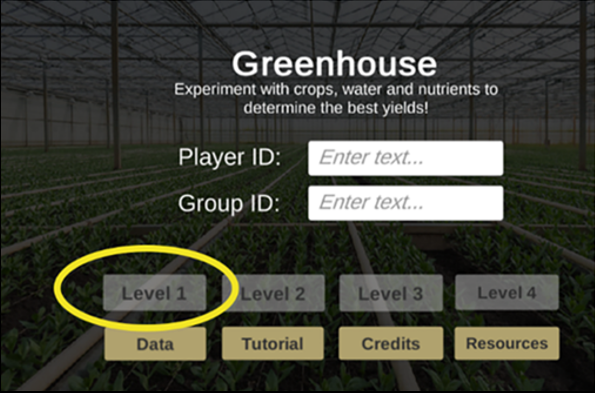 Greenhouse
Experiment with crops, water and nutrients to
determine the best yields!
Player ID: Enter text...
Group ID: Enter text...
Level 1 Level 2 Level 3 Level 4
Data Tutorial Credits Resources